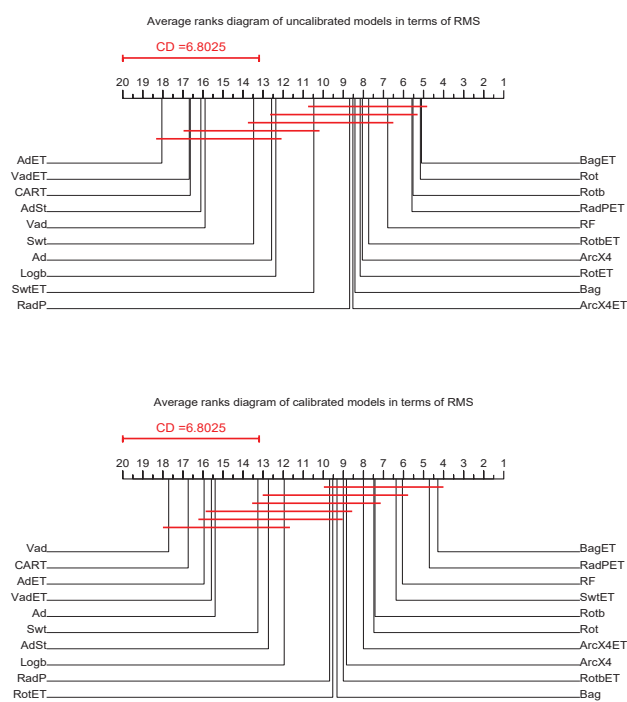 Average ranks diagram of uncalibrated models in terms of RMS
CD =6.8025
20 19 18 17 16 15 14 13 12 11 10 9 8 7 6 5 4 3 2 1
AdET BagET
VadET Rot
CART Rotb
AdSt RadPET
Vad RF
Swt RotbET
Ad ArcX4
Logb RotET
SwtET Bag
RadP ArcX4ET
Average ranks diagram of calibrated models in terms of RMS
CD =6.8025
20 19 18 17 16 15 14 13 12 11 10 9 8 7 6 5 4 3 2 1
Vad BagET
CART RadPET
AdET RF
VadET SwtET
Ad Rotb
Swt Rot
AdSt ArcX4ET
Logb ArcX4
RadP RotbET
RotET Bag